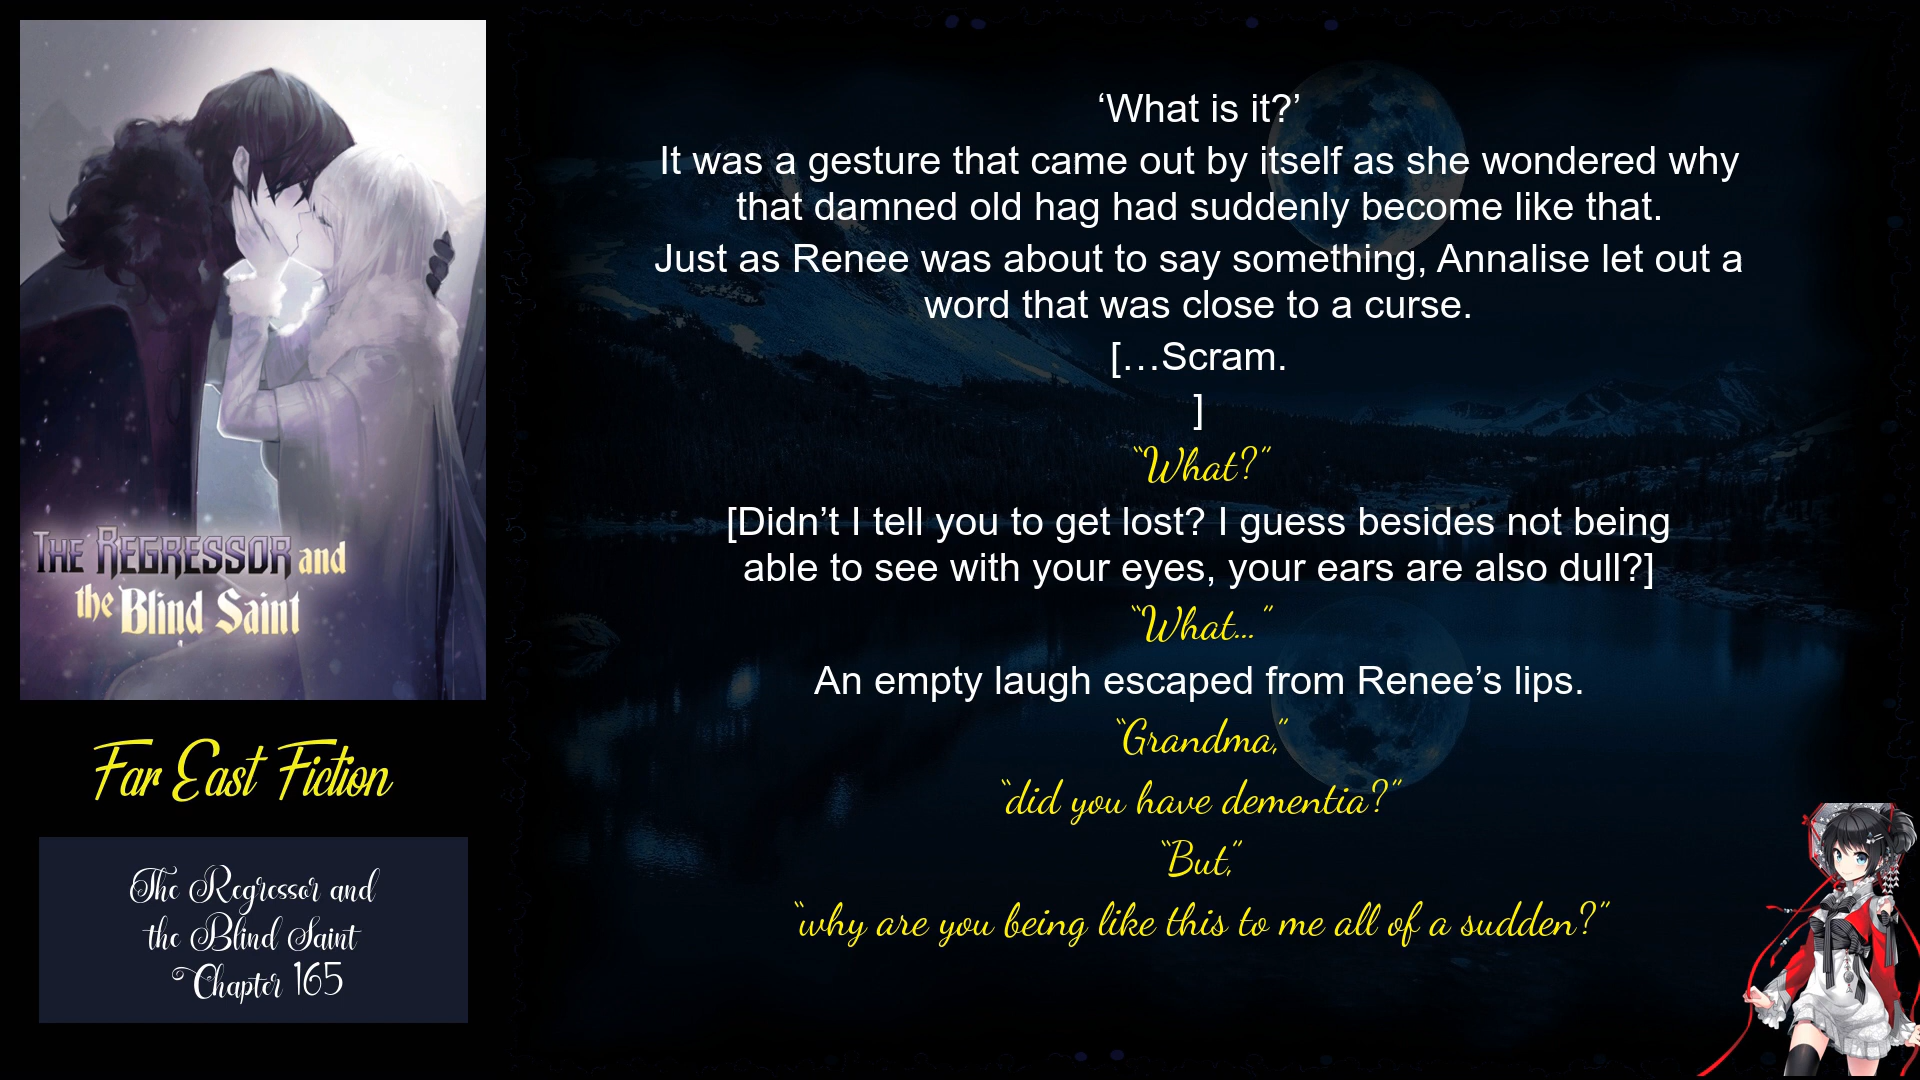 THE REGRESSOR and
the Blind Saint
Far East Fiction
The Regressor and
the Blind Saint
Chapter 165
‘What is it?’
It was a gesture that came out by itself as she wondered why
that damned old hag had suddenly become like that.
Just as Renee was about to say something, Annalise let out a
word that was close to a curse.
[…Scram.
]
“What?”
[Didn’t I tell you to get lost? I guess besides not being
able to see with your eyes, your ears are also dull?]
“What…”
An empty laugh escaped from Renee’s lips.
“Grandma,”
“did you have dementia?”
“But,”
“why are you being like this to me all of a sudden?”